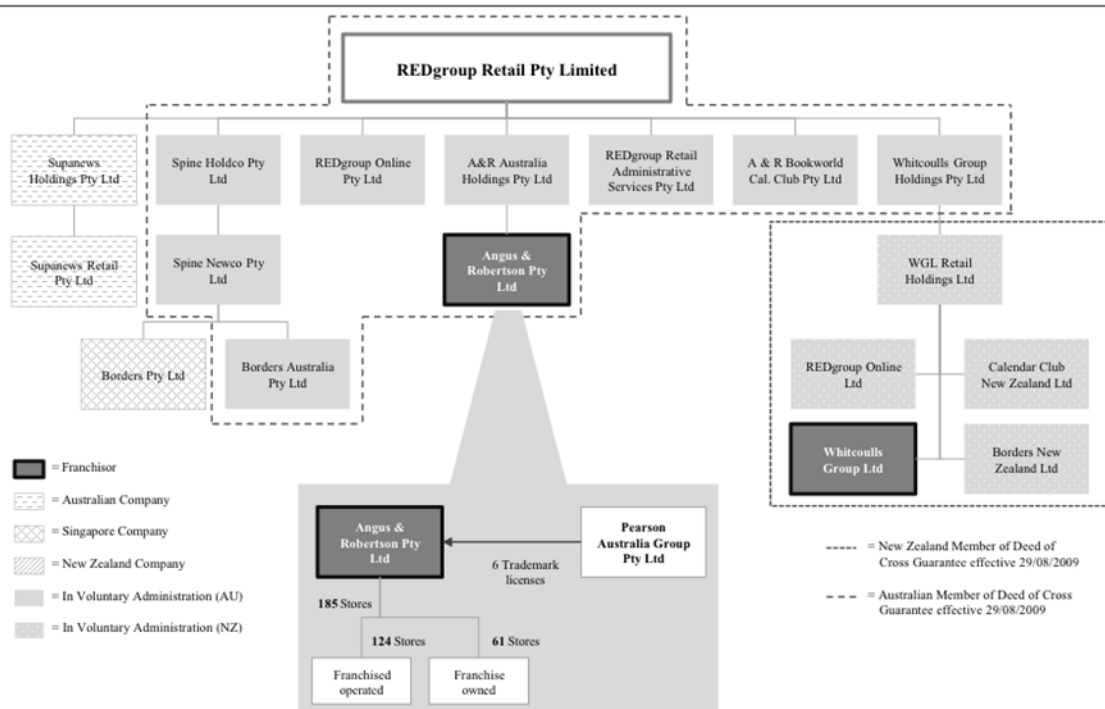 REDgroup Retail Pty Limited
Supanews
Holdings Pty Ltd
Spine Holdco Pty
Ltd
REDgroup Online
Pty Ltd
A&R Australia
Holdings Pty Ltd
REDgroup Retail
Administrative
Services Pty Ltd
A & R Bookworld
Cal. Club Pty Ltd
Whitcoulls Group
Holdings Pty Ltd
Supanews Retail
Pty Ltd
Spine Newco Pty
Ltd
Angus &
Robertson Pty
Ltd
WGL Retail
Holdings Ltd
Borders Pty Ltd
Borders Australia
Pty Ltd
REDgroup Online
Ltd
Calendar Club
New Zealand Ltd
Whitcoulls
Group Ltd
Borders New
Zealand Ltd
= Franchisor
= Australian Company
= Singapore Company
= New Zealand Company
= In Voluntary Administration (AU)
= In Voluntary Administration (NZ)
Angus &
Robertson Pty
Ltd
6 Trademark
licenses
Pearson
Australia Group
Pty Ltd
185 Stores
124 Stores
61 Stores
Franchised
operated
Franchise
owned
= New Zealand Member of Deed of
Cross Guarantee effective 29/08/2009
= Australian Member of Deed of Cross
Guarantee effective 29/08/2009